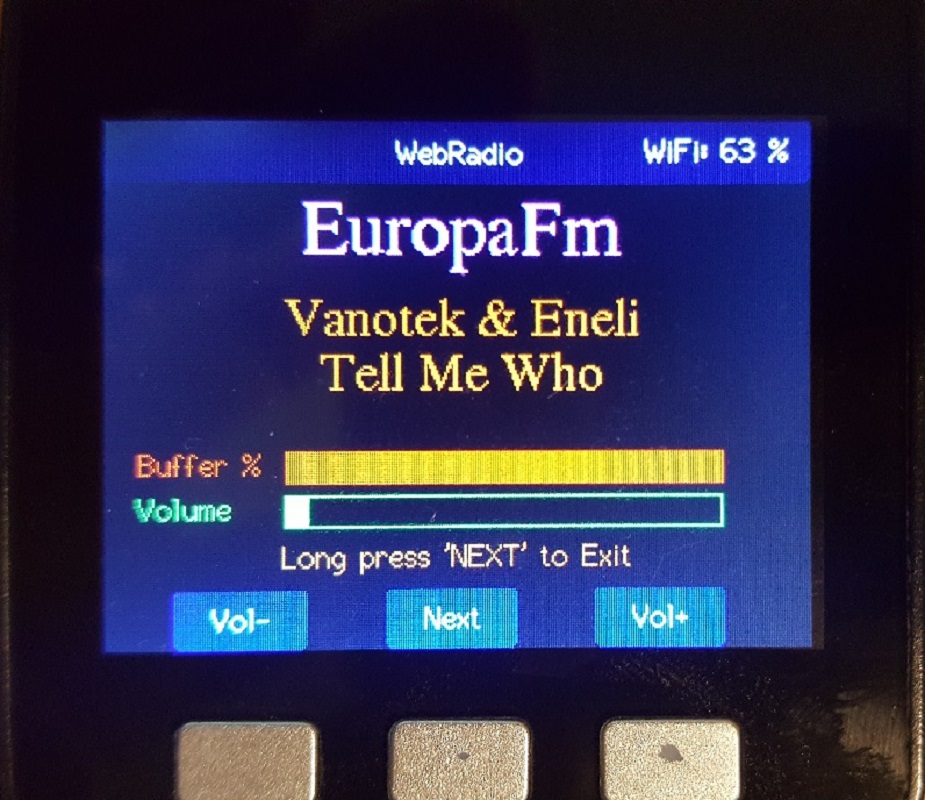 WebRadio WiFi: 63 %
EuropaFm
Vanotek & Eneli
Tell Me Who
Buffer %
Volume
Long press 'NEXT' to Exit
Vol- Next Vol+